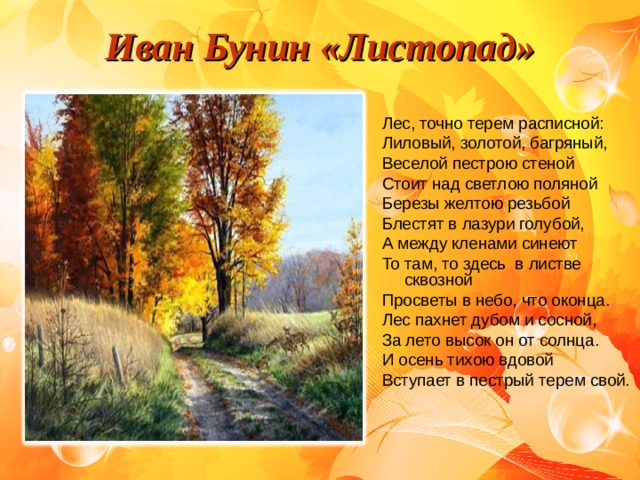 Иван Бунин «Листопад»
Лес, точно терем расписной:
Лиловый, золотой, багряный,
Веселой пестрою стеной
Стоит над светлою поляной
Березы желтою резьбой
Блестят в лазури голубой,
А между кленами синеют
То там, то здесь в листве
сквозной
Просветы в небо, что оконца.
Лес пахнет дубом и сосной,
За лето высох он от солнца.
И осень тихою вдовой
Вступает в пестрый терем свой.